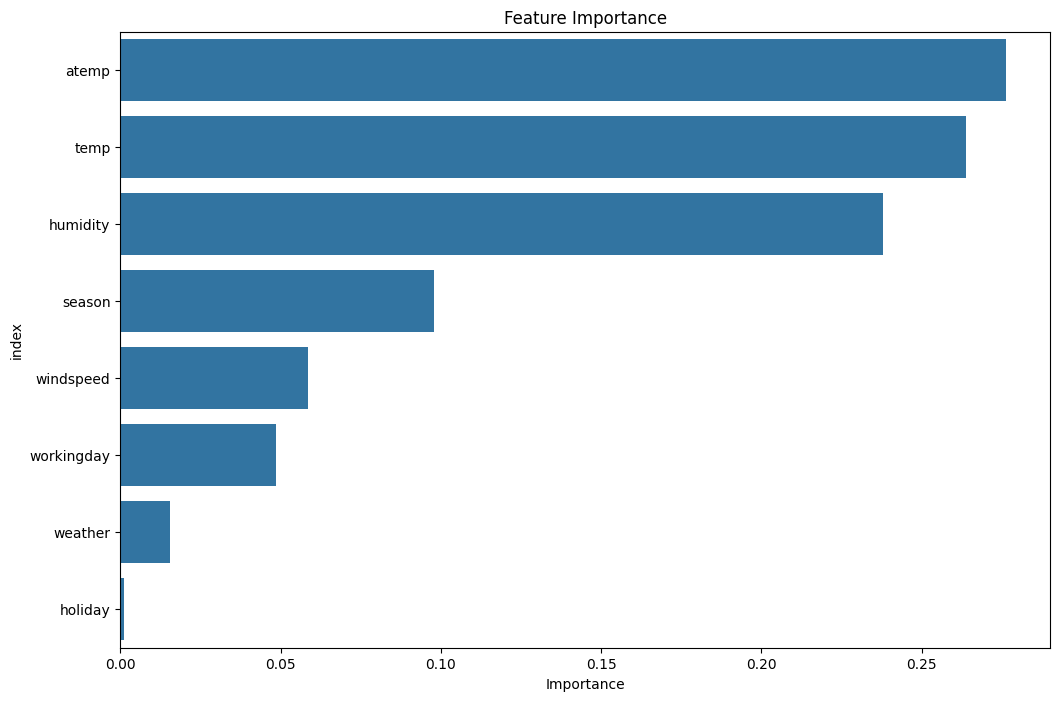 Feature Importance
atemp
temp
humidity
season
windspeed
workingday
weather
holiday
index
0.00 0.05 0.10 0.15 0.20 0.25
Importance